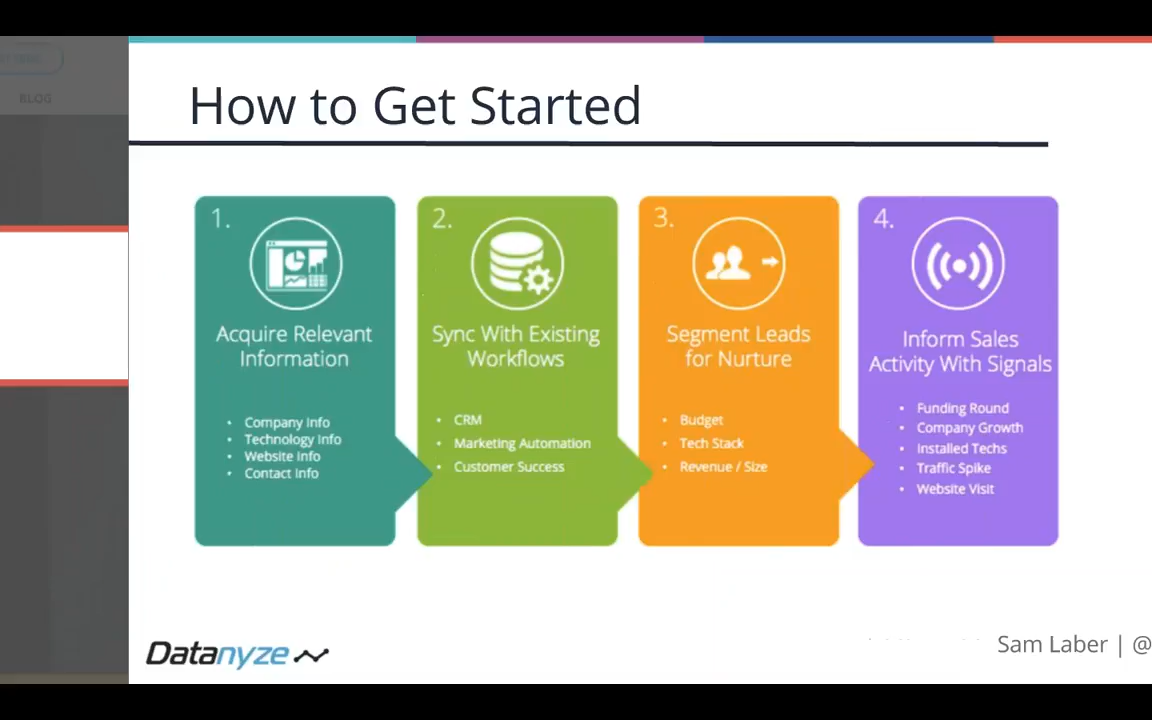 BLOG
How to Get Started
1.
Acquire Relevant
Information
• Company Info
• Technology Info
• Website Info
• Contact Info
2.
Sync With Existing
Workflows
• CRM
• Marketing Automation
• Customer Success
3.
Segment Leads
for Nurture
• Budget
• Tech Stack
• Revenue / Size
4.
Inform Sales
Activity With Signals
• Funding Round
• Company Growth
• Installed Techs
• Traffic Spike
• Website Visit
Datanyze
Sam Laber | @